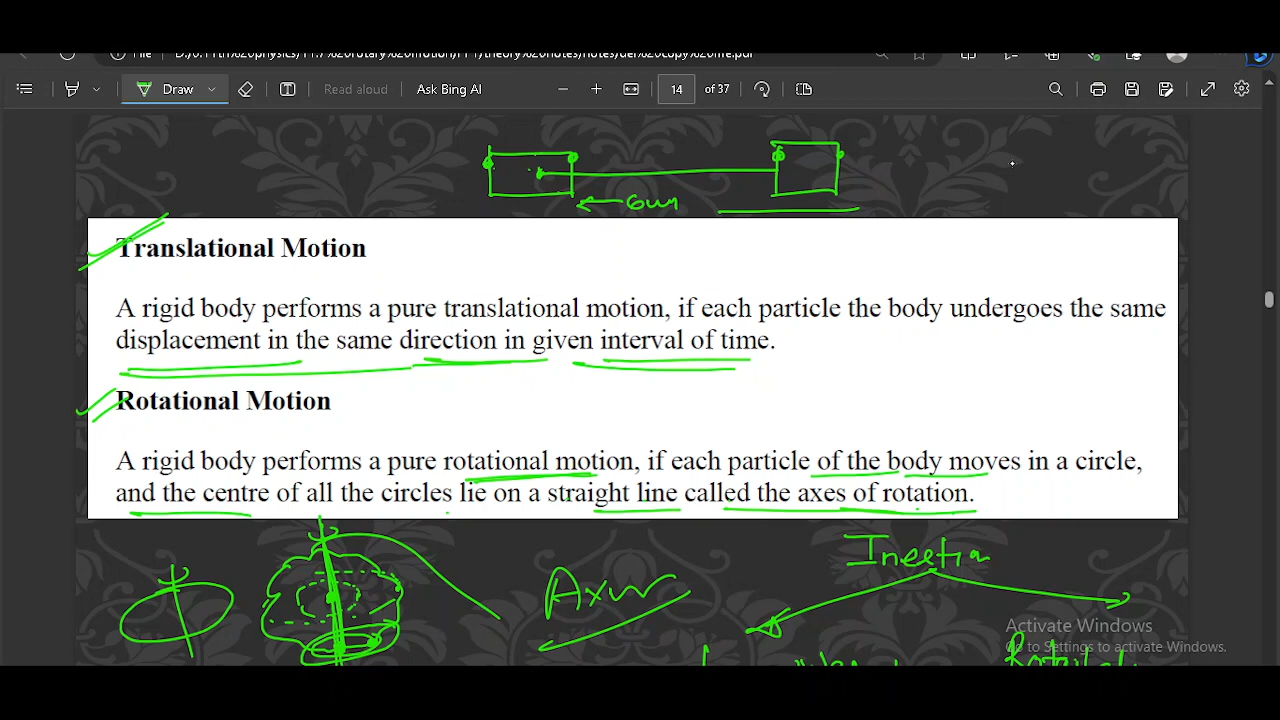 Draw
Read aloud
Ask Bing AI
14
of 37
6um
Translational Motion
A rigid body performs a pure translational motion, if each particle the body undergoes the same
displacement in the same direction in given interval of time.
Rotational Motion
A rigid body performs a pure rotational motion, if each particle of the body moves in a circle,
and the centre of all the circles lie on a straight line called the axes of rotation.
Inertia
Activate Windows
Go to Settings to activate Windows.